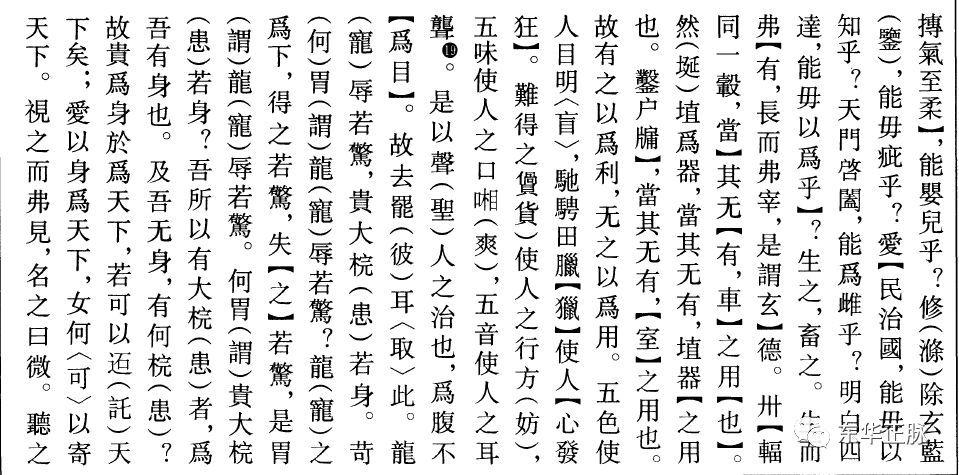 摶氣至柔】,能嬰兒乎?修(滌)除玄藍
(鑒),能毋疵乎?愛【民治國,能毋以
知乎?天門啓闔,能爲雌乎?明白四
達,能毋以爲乎】?生之,畜之。生而
弗【有,長而弗宰,是謂玄】德。卅【輻
同一轂,當】其无【有,車】之用【也】。
然(埏)埴爲器,當其无有,埴器【之用
也。鑿户牖】,當其无有,【室】之用也。
故有之以爲利,无之以爲用。五色使
人目明〈盲〉,馳騁田臘【獵】使人【心發
狂】。難得之價(貨)使人之行方(妨),
五味使人之口啪(爽),五音使人之耳
聾⓳。是以聲(聖)人之治也,爲腹不
【爲目】。故去罷(彼)耳〈取〉此。龍
(寵)辱若驚,貴大梡(患)若身。苛
(何)胃(謂)龍(寵)辱若驚?龍(寵)之
爲下,得之若驚,失【之】若驚,是胃
(謂)龍(寵)辱若驚。何胃(謂)貴大梡
(患)若身?吾所以有大梡(患)者,爲
吾有身也。及吾无身,有何梡(患)?
故貴爲身於爲天下,若可以迈(託)天
下矣;愛以身爲天下,女何〈可〉以寄
天下。視之而弗見,名之曰微。聽之
东华正脉